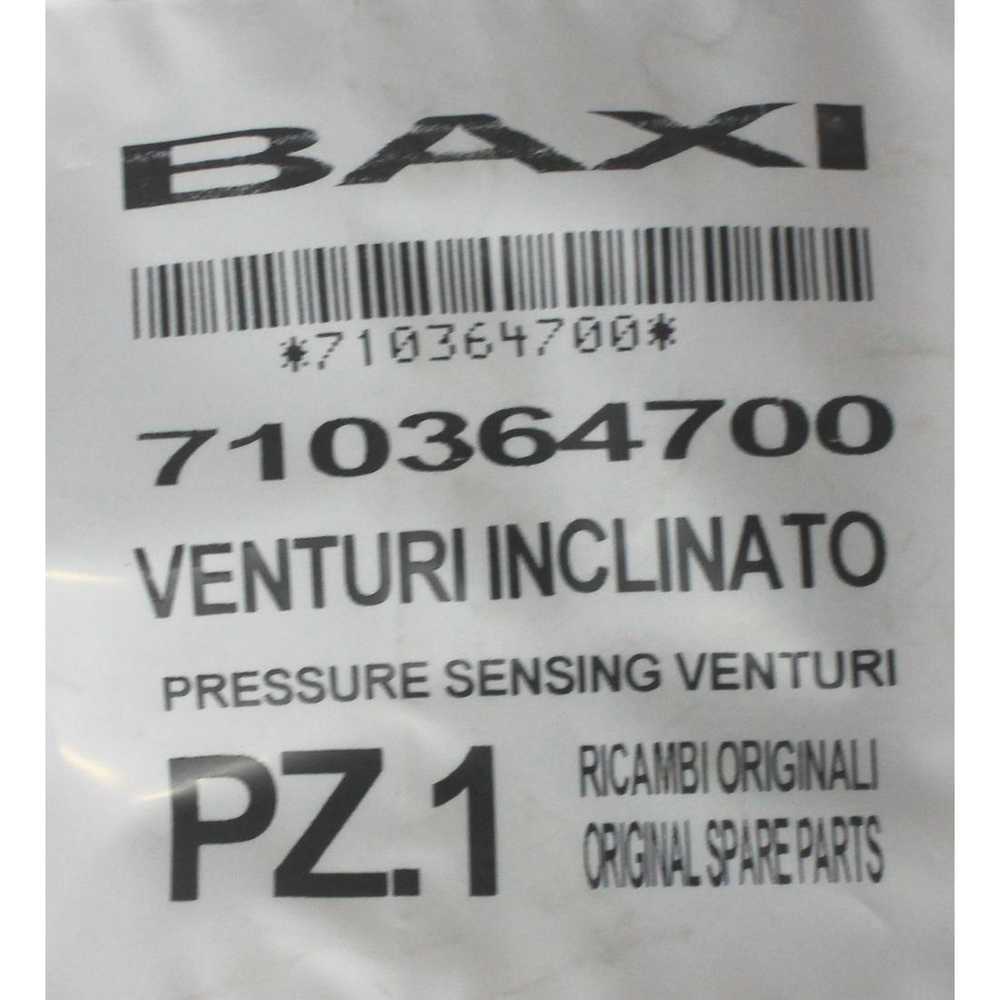 BAXI
*710364700*
710364700
VENTURI INCLINATO
PRESSURE SENSING VENTURI
PZ.1
RICAMBI ORIGINALI
ORIGINAL SPARE PARTS